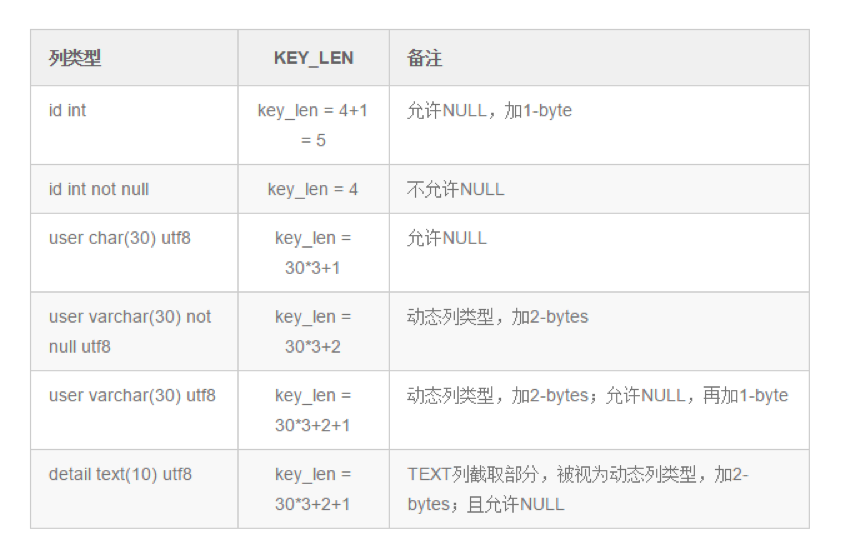 列类型 KEY_LEN 备注
id int key_len = 4+1 允许NULL，加1-byte
= 5
id int not null key_len = 4 不允许NULL
user char(30) utf8 key_len = 允许NULL
30*3+1
user varchar(30) not key_len = 动态列类型，加2-bytes
null utf8 30*3+2
user varchar(30) utf8 key_len = 动态列类型，加2-bytes；允许NULL，再加1-byte
30*3+2+1
detail text(10) utf8 key_len = TEXT列截取部分，被视为动态列类型，加2-
30*3+2+1 bytes；且允许NULL